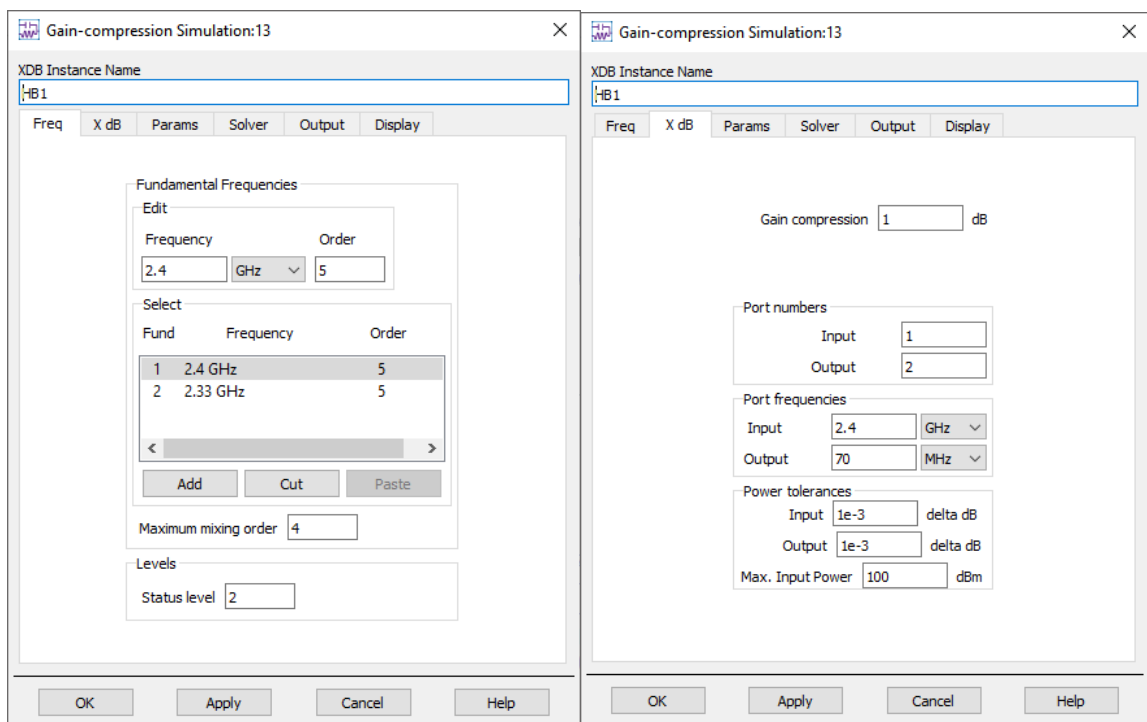 Gain-compression Simulation:13
XDB Instance Name
HB1
Freq X dB Params Solver Output Display
Fundamental Frequencies
Edit
Frequency Order
2.4 GHz 5
Select
Fund Frequency Order
1 2.4 GHz 5
2 2.33 GHz 5
Add Cut Paste
Maximum mixing order 4
Levels
Status level 2
OK Apply Cancel Help
Gain-compression Simulation:13
XDB Instance Name
HB1
Freq X dB Params Solver Output Display
Gain compression 1 dB
Port numbers
Input 1
Output 2
Port frequencies
Input 2.4 GHz
Output 70 MHz
Power tolerances
Input 1e-3 delta dB
Output 1e-3 delta dB
Max. Input Power 100 dBm
OK Apply Cancel Help